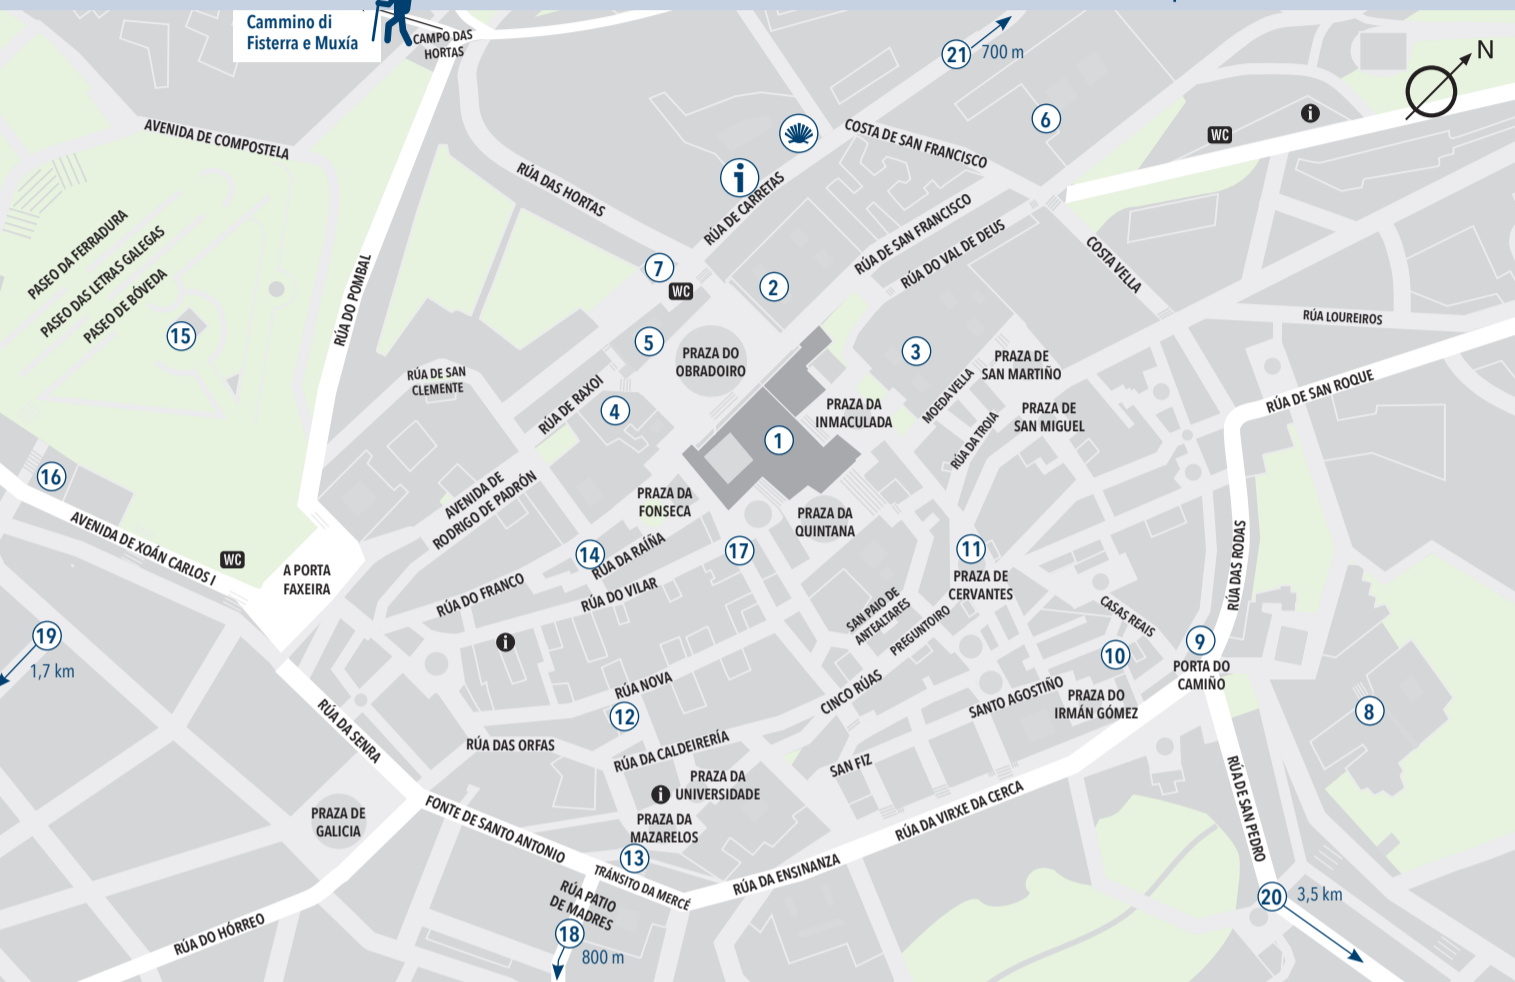 Cammino di
Fisterra e Muxía
CAMPO DAS
HORTAS
21
700 m
N
6
i
WC
AVENIDA DE COMPOSTELA
COSTA DE SAN FRANCISCO
i
RÚA DAS HORTAS
RÚA DE CARRETAS
RÚA DE SAN FRANCISCO
RÚA DO VAL DE DEUS
COSTA VELLA
PASEO DA FERRADURA
PASEO DAS LETRAS GALEGAS
PASEO DE BÓVEDA
15
RÚA DO POMBAL
7
WC
2
RÚA LOUREIROS
5
PRAZA DO
OBRADOIRO
3
PRAZA DE
SAN MARTIÑO
RÚA DE SAN
CLEMENTE
RÚA DE RAXOI
4
PRAZA DA
INMACULADA
MOEDA VELLA
PRAZA DE
SAN MIGUEL
RÚA DE SAN ROQUE
RÚA DA TROIA
1
16
AVENIDA DE
RODRIGO DE PADRÓN
PRAZA DA
FONSECA
PRAZA DA
QUINTANA
AVENIDA DE XOÁN CARLOS I
WC
A PORTA
FAXEIRA
14
RÚA DA RAÍÑA
17
11
PRAZA DE
CERVANTES
RÚA DAS RODAS
RÚA DO FRANCO
RÚA DO VILAR
SAN PAIO DE
ANTEALTARES
PREGUNTOIRO
CASAS REAIS
19
1,7 km
i
10
9
PORTA DO
CAMIÑO
RÚA NOVA
12
CINCO RÚAS
SANTO AGOSTIÑO
PRAZA DO
IRMÁN GÓMEZ
8
RÚA DA SENRA
RÚA DAS ORFAS
RÚA DA CALDEIRERÍA
SAN FIZ
PRAZA DA
i UNIVERSIDADE
PRAZA DE
GALICIA
FONTE DE SANTO ANTONIO
PRAZA DA
MAZARELOS
RÚA DA VIRXE DA CERCA
RÚA DE SAN PEDRO
13
TRÁNSITO DA MERCÉ
RÚA DA ENSINANZA
RÚA PATIO
DE MADRES
20
3,5 km
RÚA DO HÓRREO
18
800 m